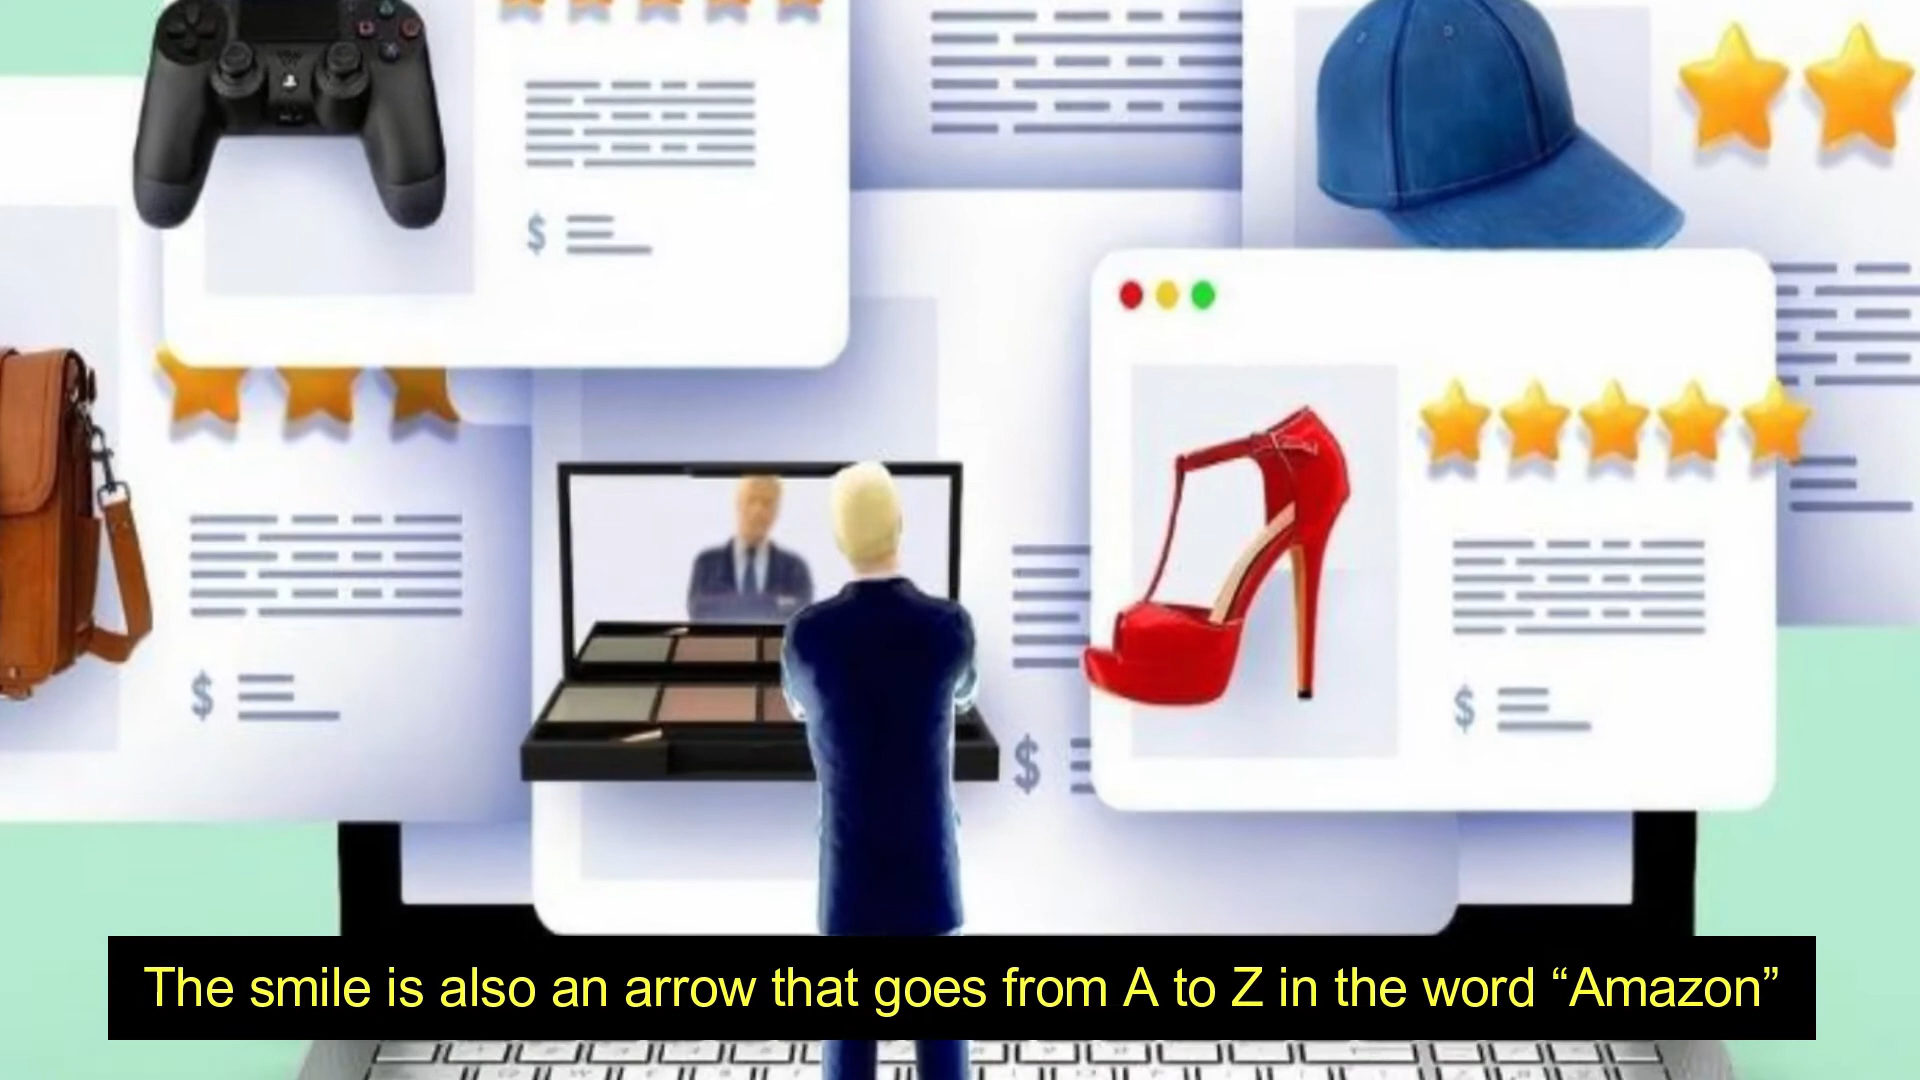 $
$
$
$
The smile is also an arrow that goes from A to Z in the word “Amazon”